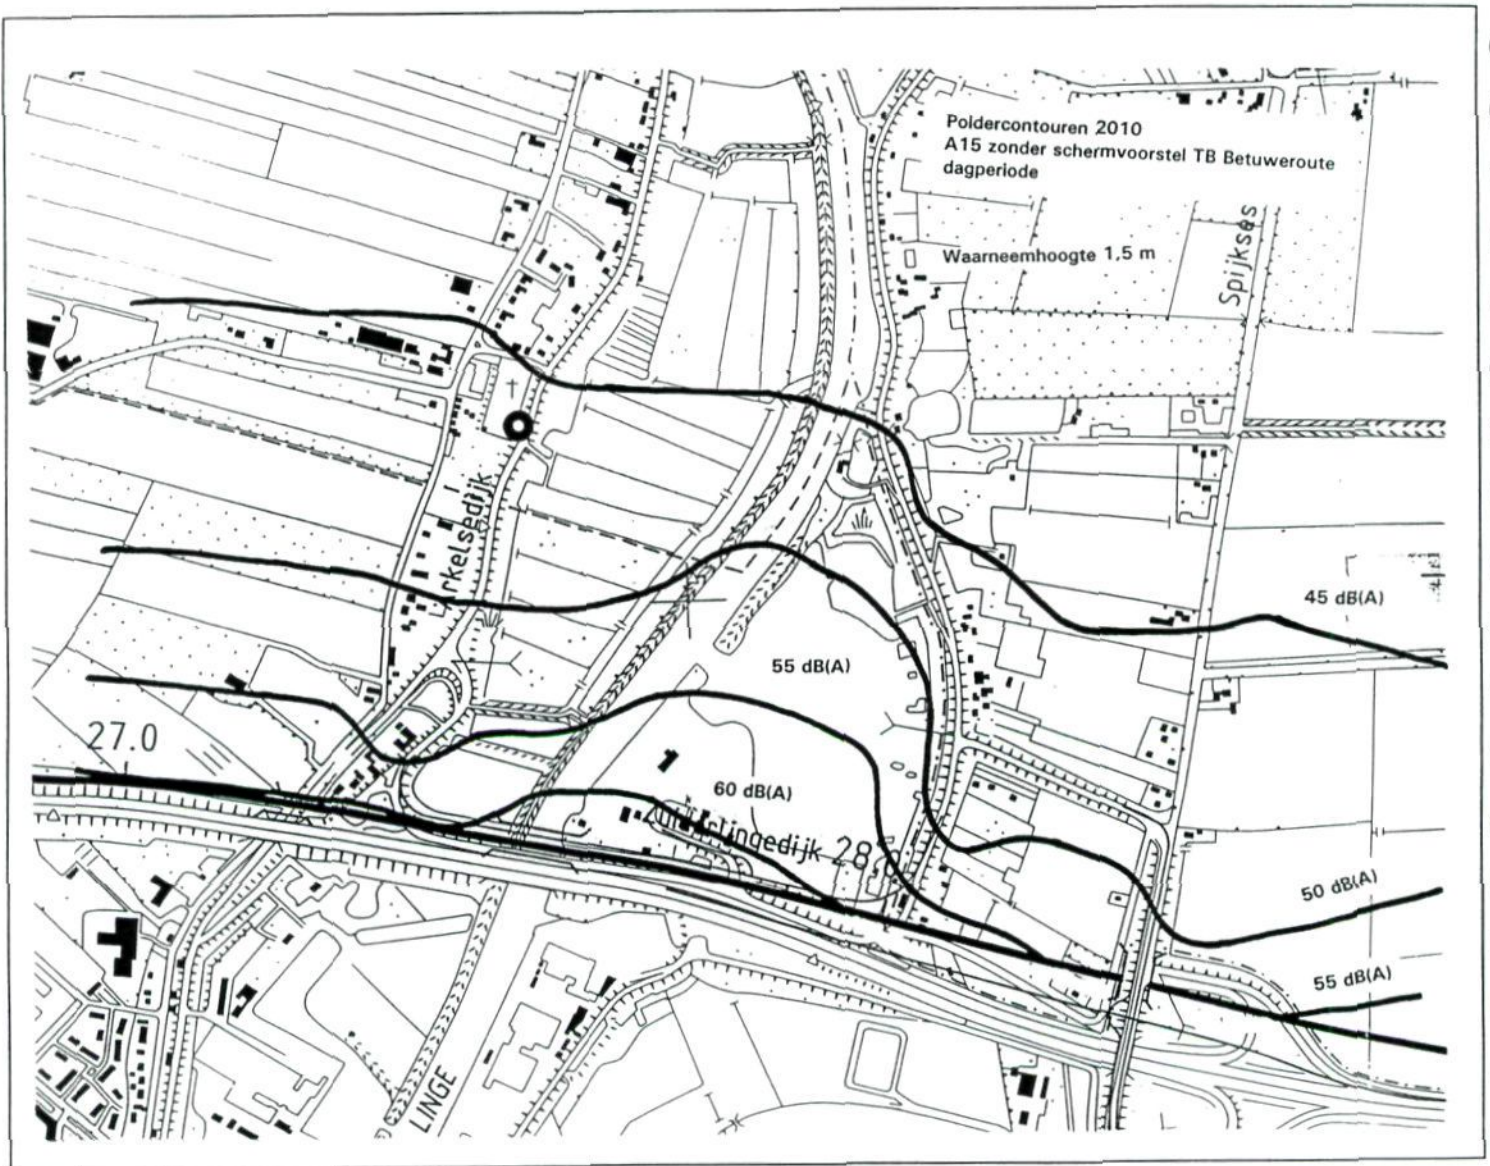 Poldercontouren 2010
A15 zonder schermvoorstel TB Betuweroute
dagperiode
Waarneemhoogte 1,5 m
Spijkses
45 dB(A)
55 dB(A)
27.0
60 dB(A)
50 dB(A)
55 dB(A)
LINGE